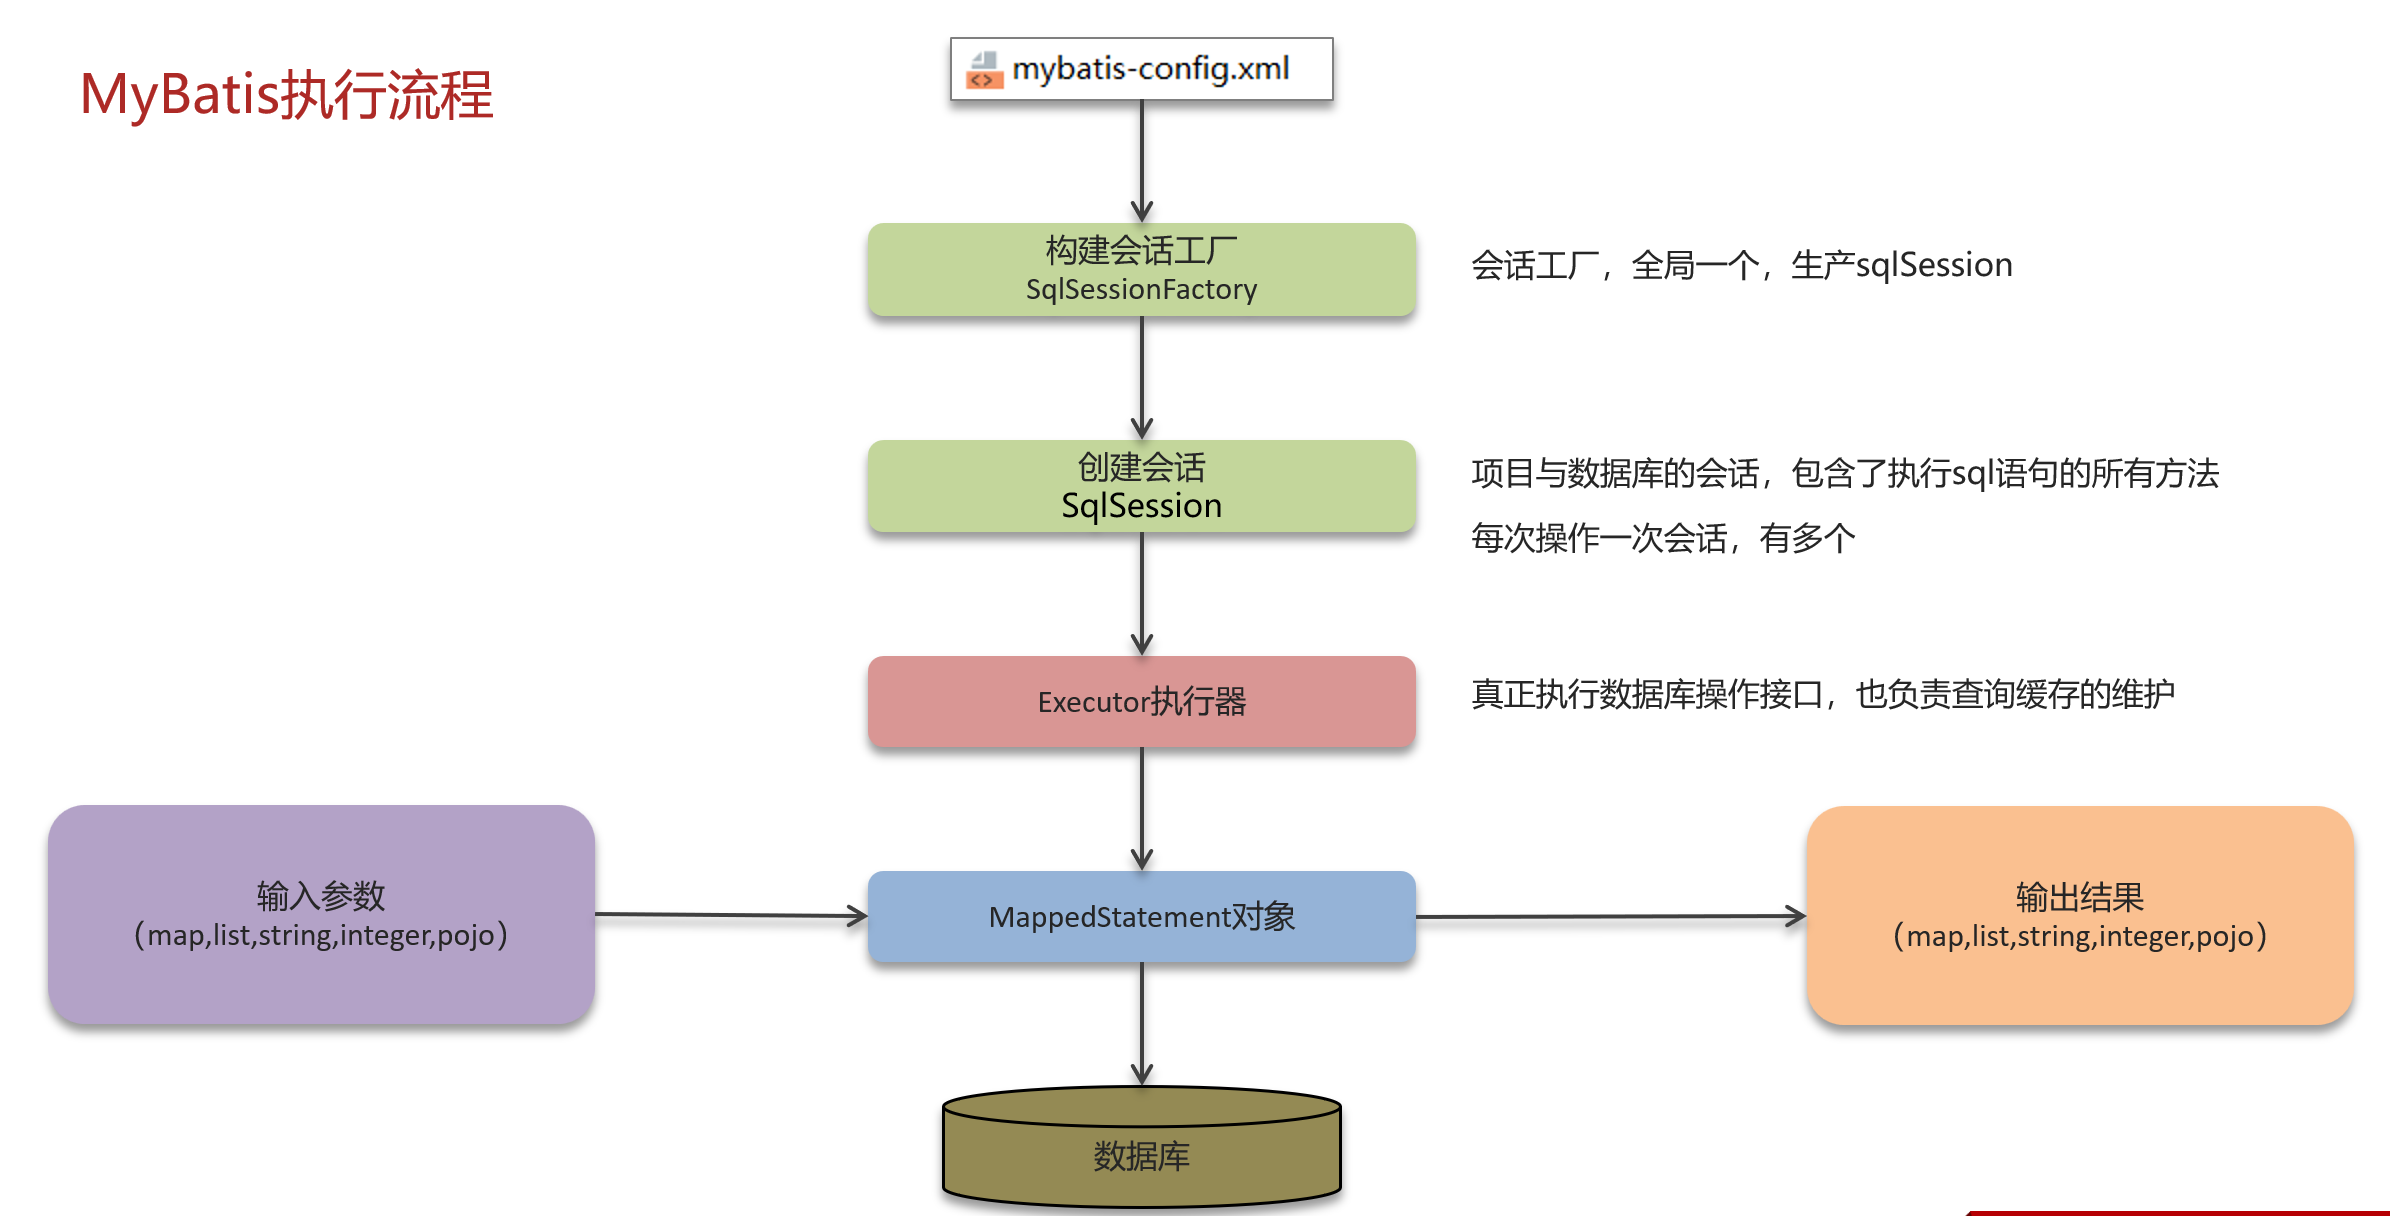 MyBatis执行流程
mybatis-config.xml
构建会话工厂
SqlSessionFactory
会话工厂，全局一个，生产sqlSession
创建会话
SqlSession
项目与数据库的会话，包含了执行sql语句的所有方法
每次操作一次会话，有多个
Executor执行器
真正执行数据库操作接口，也负责查询缓存的维护
输入参数
（map,list,string,integer,pojo）
MappedStatement对象
输出结果
（map,list,string,integer,pojo）
数据库